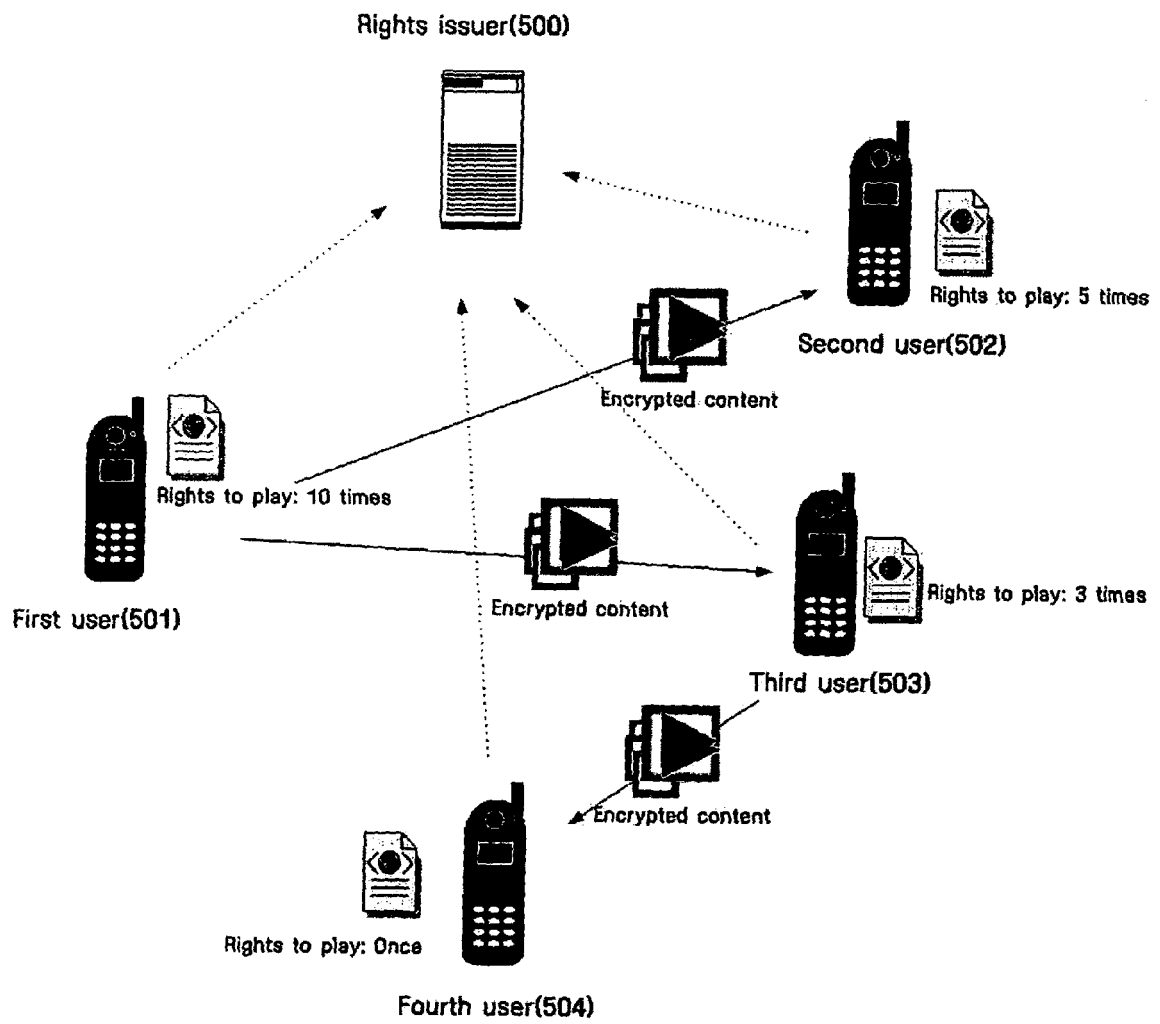 Rights issuer(500)
Rights to play: 5 times
Second user(502)
Encrypted content
Rights to play: 10 times
First user(501)
Encrypted content
Rights to play: 3 times
Third user(503)
Encrypted content
Rights to play: Once
Fourth user(504)